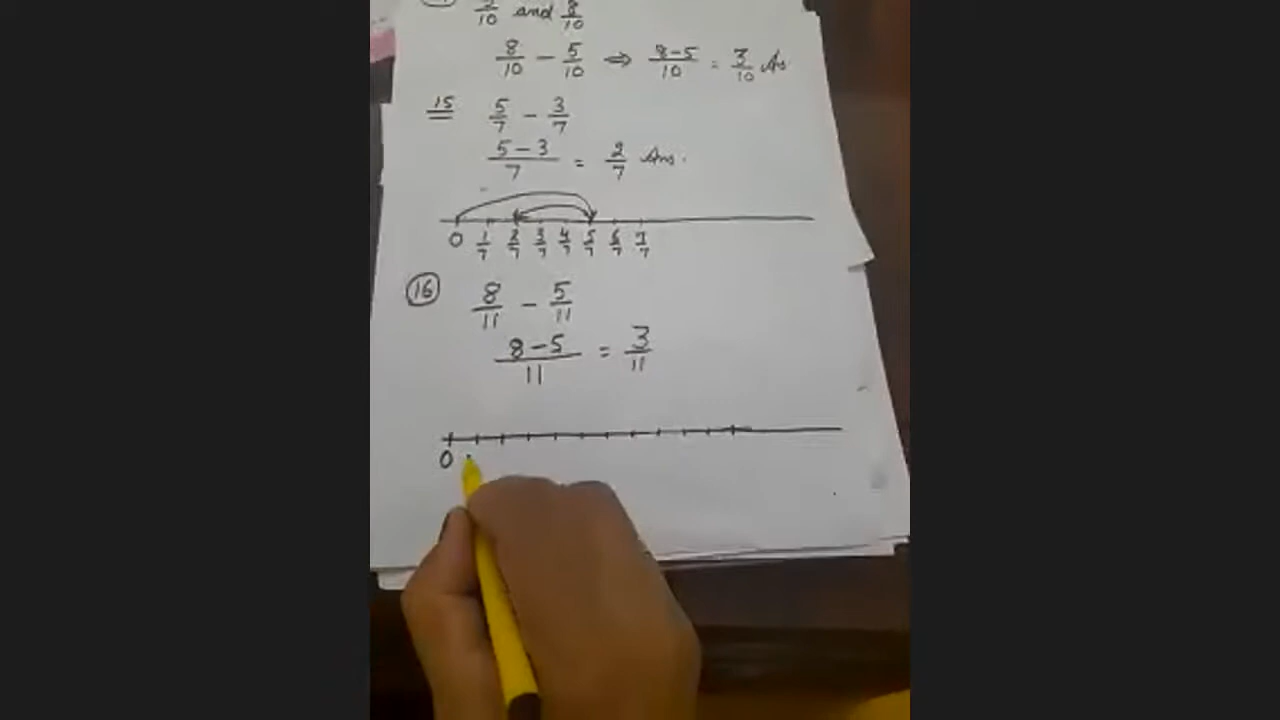 5/10 and 8/10
8/10 - 5/10 ⇒ 8-5/10 = 3/10 Ans
15 5/7 - 3/7
5-3/7 = 2/7 Ans.
0 1/7 2/7 3/7 4/7 5/7 6/7 7/7
16 8/11 - 5/11
8-5/11 = 3/11
0